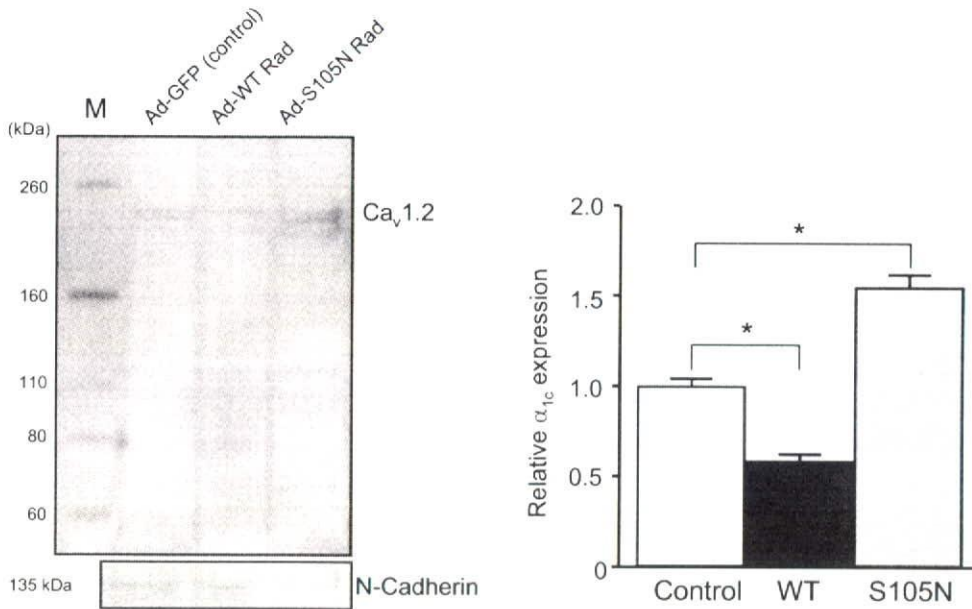 M
Ad-GFP (control)
Ad-WT Rad
Ad-S105N Rad
(kDa)
260
160
110
80
60
Caᵥ1.2
135 kDa
N-Cadherin
Relative α₁c expression
2.0
1.5
1.0
0.5
0
*
*
Control
WT
S105N